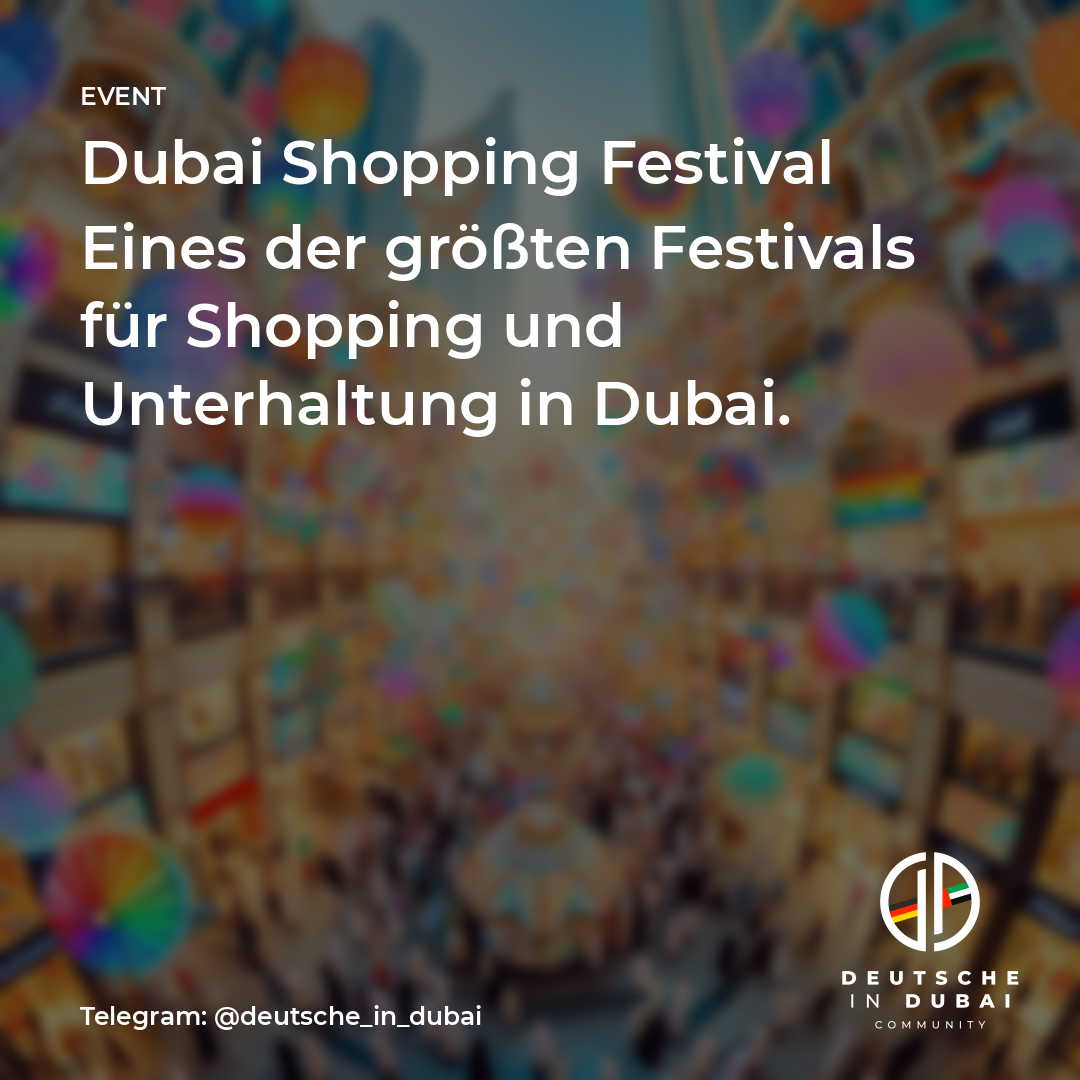 EVENT
Dubai Shopping Festival
Eines der größten Festivals
für Shopping und
Unterhaltung in Dubai.
DEUTSCHE
IN DUBAI
COMMUNITY
Telegram: @deutsche_in_dubai